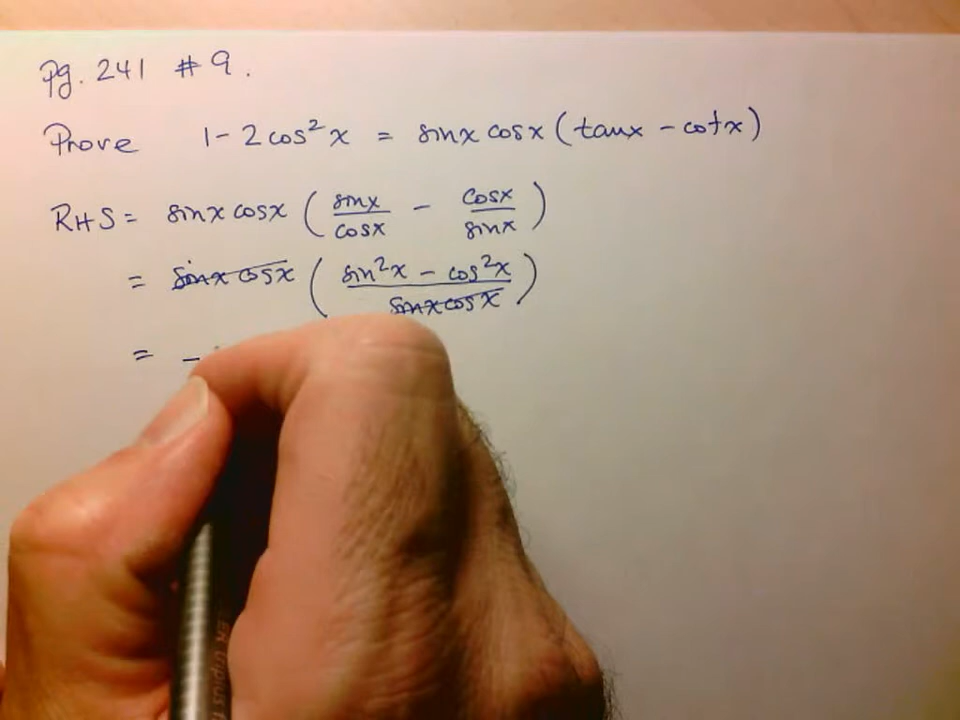 Pg. 241 #9.
Prove 1 - 2cos²x = sinx cosx (tanx - cotx)
RHS = sinx cosx (sinx/cosx - cosx/sinx)
= sinx cosx (sin²x - cos²x / sinx cosx)
= -